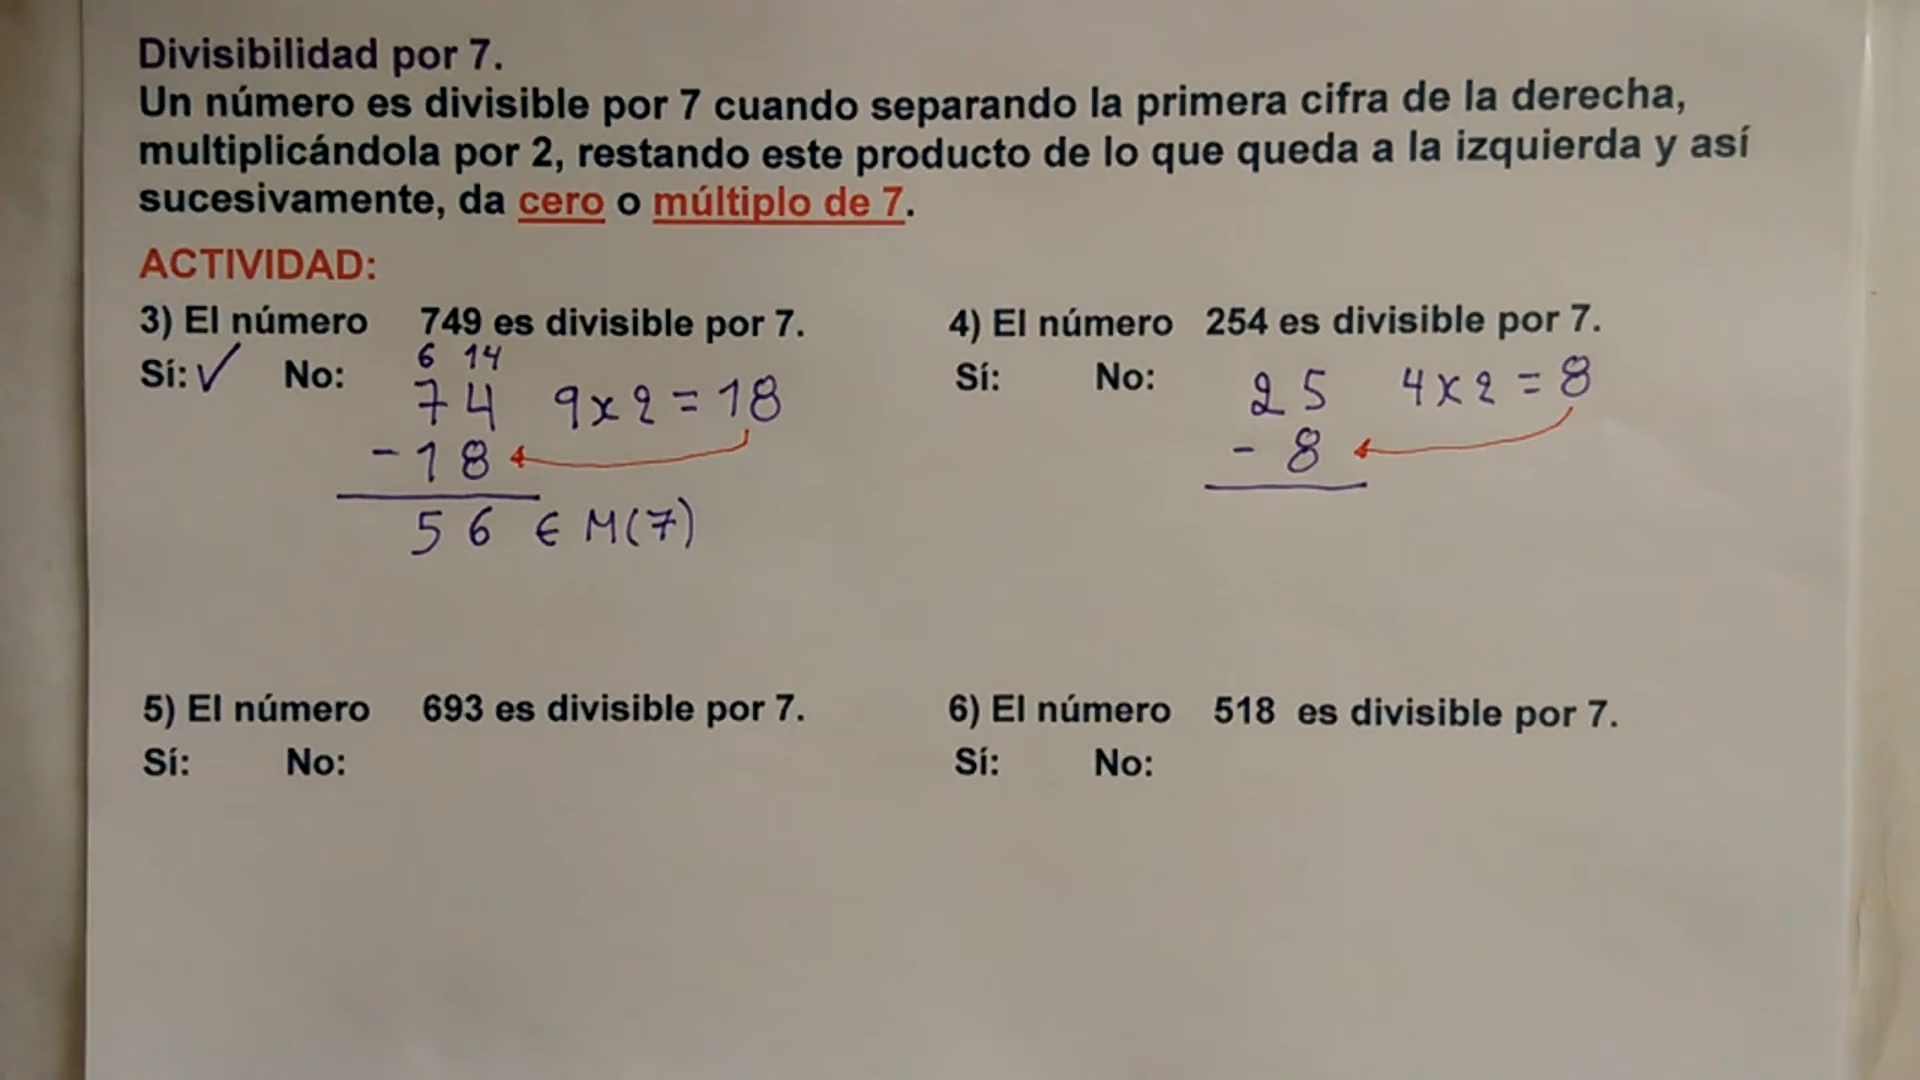 Divisibilidad por 7.
Un número es divisible por 7 cuando separando la primera cifra de la derecha,
multiplicándola por 2, restando este producto de lo que queda a la izquierda y así
sucesivamente, da cero o múltiplo de 7.
ACTIVIDAD:
3) El número 749 es divisible por 7.
Sí: ✓ No:
6 14
74 9x2=18
-18
56 ∈ M(7)
4) El número 254 es divisible por 7.
Sí: No:
25 4x2=8
- 8
5) El número 693 es divisible por 7.
Sí: No:
6) El número 518 es divisible por 7.
Sí: No: